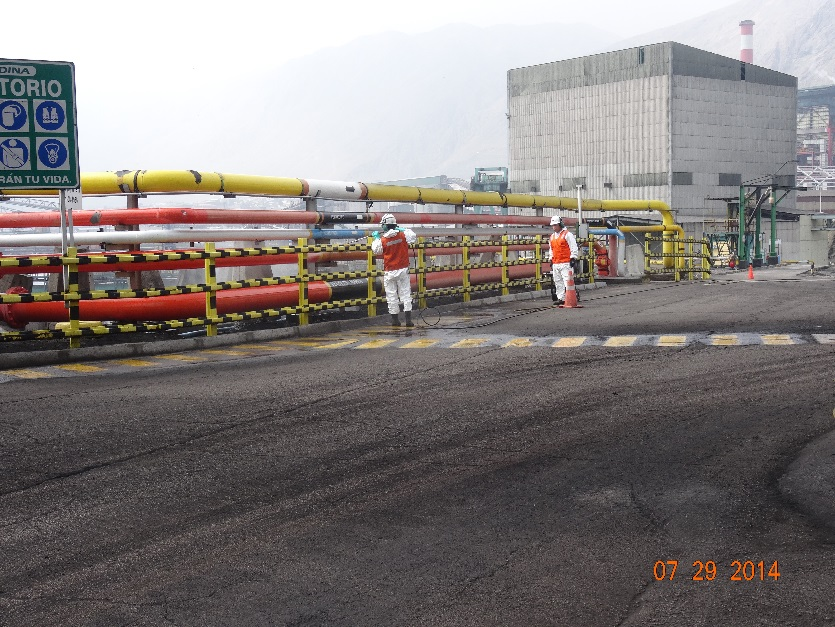 DINA
TORIO
RÁN TU VIDA
07 29 2014